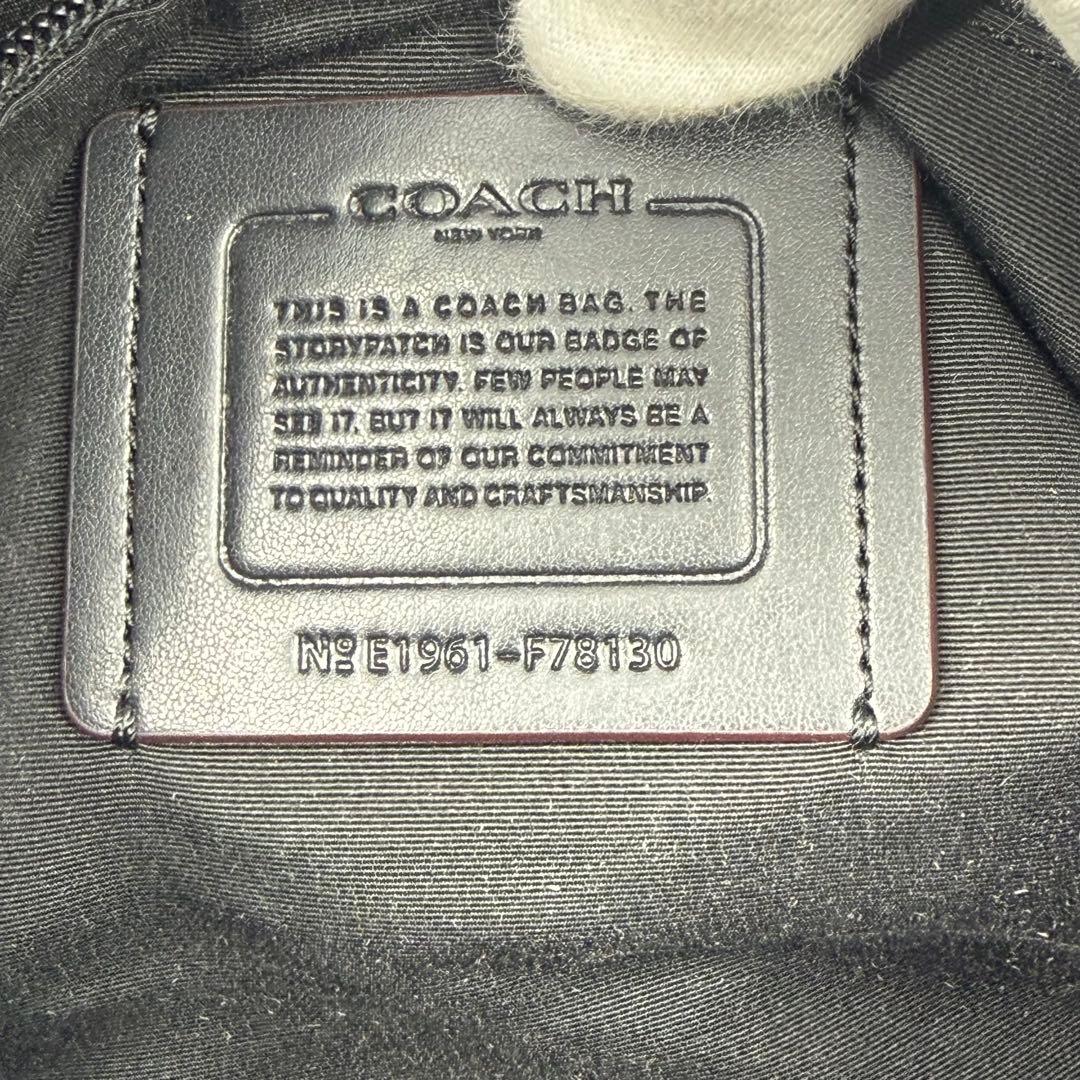 COACH
NEW YORK
THIS IS A COACH BAG. THE
STORYPATCH IS OUR BADGE OF
AUTHENTICITY. FEW PEOPLE MAY
SEE IT, BUT IT WILL ALWAYS BE A
REMINDER OF OUR COMMITMENT
TO QUALITY AND CRAFTSMANSHIP.
Nº E1961-F78130